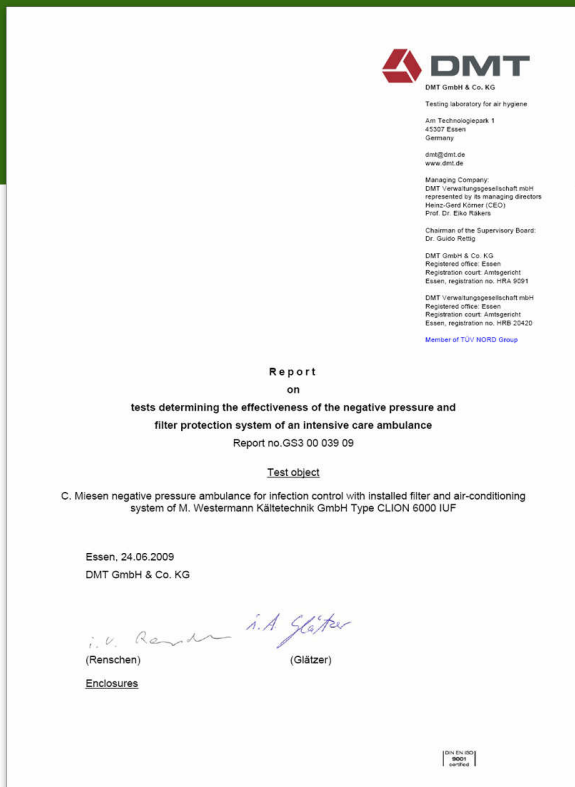 DMT
DMT GmbH & Co. KG
Testing laboratory for air hygiene
Am Technologiepark 1
45307 Essen
Germany
dmt@dmt.de
www.dmt.de
Managing Company:
DMT Verwaltungsgesellschaft mbH
represented by its managing directors
Heinz-Gerd Körner (CEO)
Prof. Dr. Eiko Räkers
Chairman of the Supervisory Board:
Dr. Guido Rettig
DMT GmbH & Co. KG
Registered office: Essen
Registration court: Amtsgericht
Essen, registration no. HRA 9091
DMT Verwaltungsgesellschaft mbH
Registered office: Essen
Registration court: Amtsgericht
Essen, registration no. HRB 20420
Member of TÜV NORD Group
Report
on
tests determining the effectiveness of the negative pressure and
filter protection system of an intensive care ambulance
Report no.GS3 00 039 09
Test object
C. Miesen negative pressure ambulance for infection control with installed filter and air-conditioning
system of M. Westermann Kältetechnik GmbH Type CLION 6000 IUF
Essen, 24.06.2009
DMT GmbH & Co. KG
i.V. i.A. Glätzer
(Renschen) (Glätzer)
Enclosures
DIN EN ISO
9001
certified